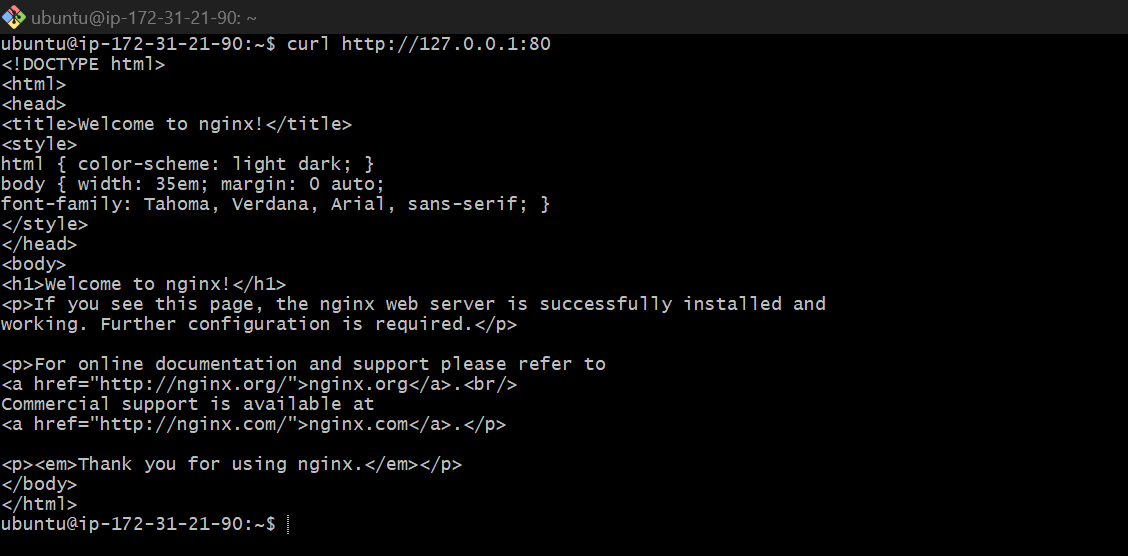 ubuntu@ip-172-31-21-90: ~
ubuntu@ip-172-31-21-90:~$ curl http://127.0.0.1:80
<!DOCTYPE html>
<html>
<head>
<title>Welcome to nginx!</title>
<style>
html { color-scheme: light dark; }
body { width: 35em; margin: 0 auto;
font-family: Tahoma, Verdana, Arial, sans-serif; }
</style>
</head>
<body>
<h1>Welcome to nginx!</h1>
<p>If you see this page, the nginx web server is successfully installed and
working. Further configuration is required.</p>

<p>For online documentation and support please refer to
<a href="http://nginx.org/">nginx.org</a>.<br/>
Commercial support is available at
<a href="http://nginx.com/">nginx.com</a>.</p>

<p><em>Thank you for using nginx.</em></p>
</body>
</html>
ubuntu@ip-172-31-21-90:~$